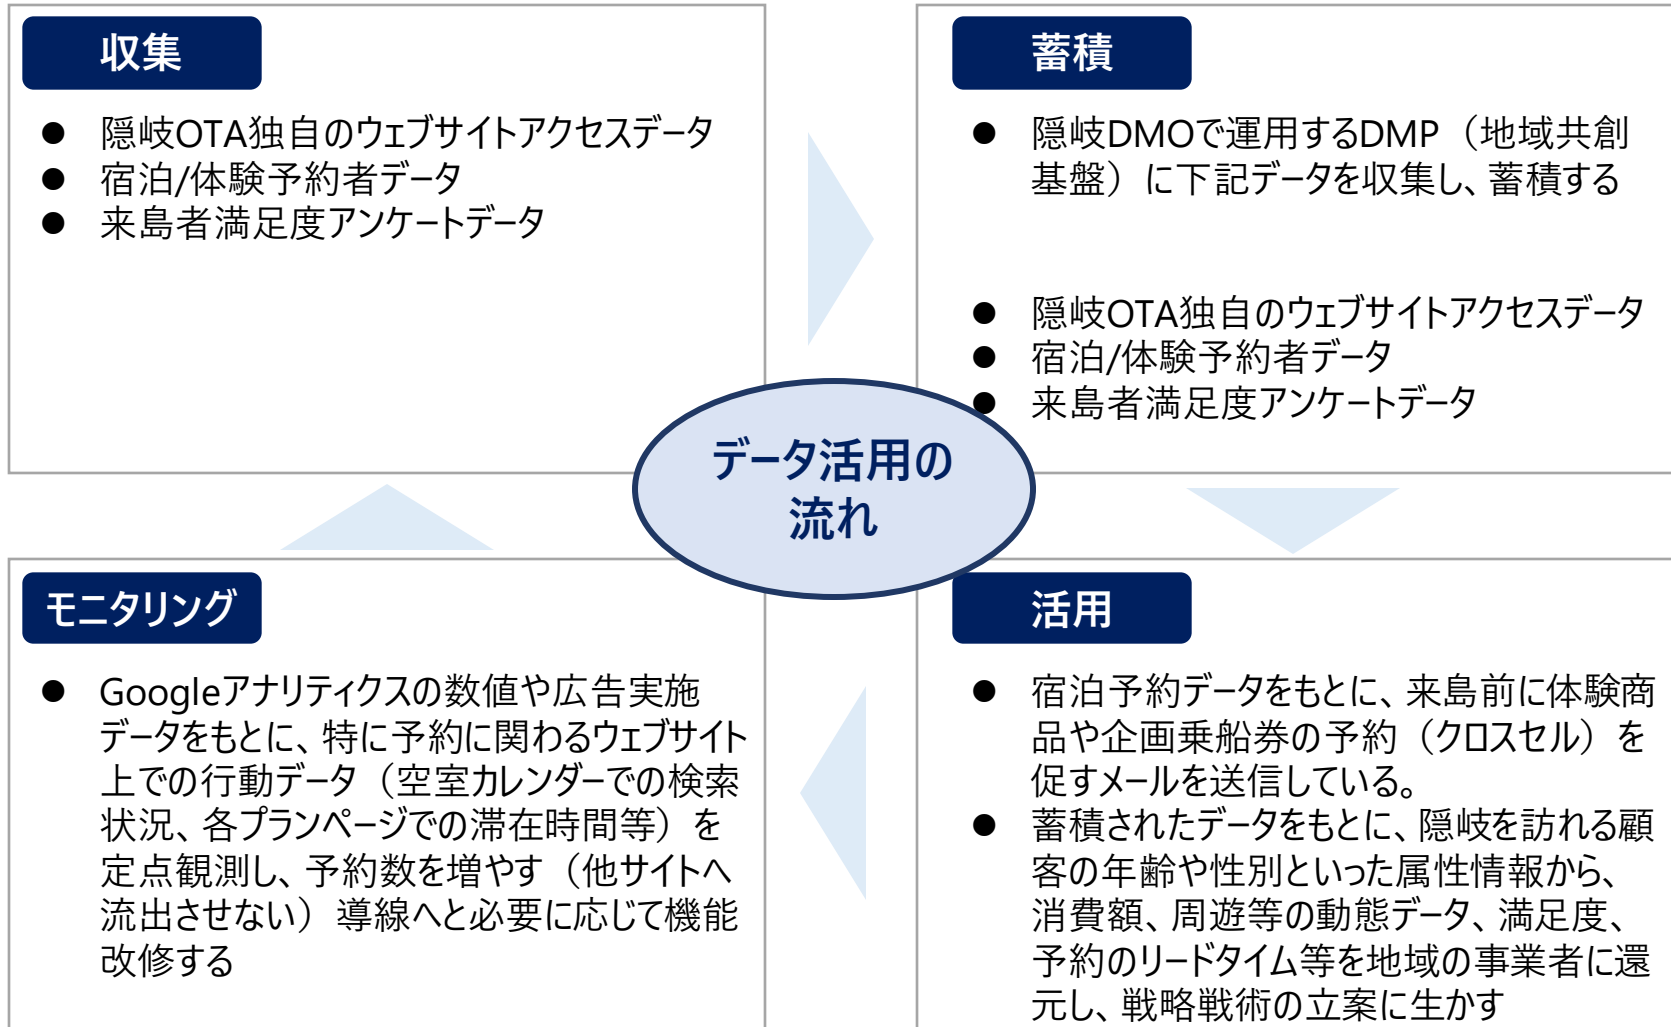 収集
● 隠岐OTA独自のウェブサイトアクセスデータ
● 宿泊/体験予約者データ
● 来島者満足度アンケートデータ
蓄積
● 隠岐DMOで運用するDMP（地域共創
基盤）に下記データを収集し、蓄積する
● 隠岐OTA独自のウェブサイトアクセスデータ
● 宿泊/体験予約者データ
● 来島者満足度アンケートデータ
データ活用の
流れ
モニタリング
● Googleアナリティクスの数値や広告実施
データをもとに、特に予約に関わるウェブサイト
上での行動データ（空室カレンダーでの検索
状況、各プランページでの滞在時間等）を
定点観測し、予約数を増やす（他サイトへ
流出させない）導線へと必要に応じて機能
改修する
活用
● 宿泊予約データをもとに、来島前に体験商
品や企画乗船券の予約（クロスセル）を
促すメールを送信している。
● 蓄積されたデータをもとに、隠岐を訪れる顧
客の年齢や性別といった属性情報から、
消費額、周遊等の動態データ、満足度、
予約のリードタイム等を地域の事業者に還
元し、戦略戦術の立案に生かす